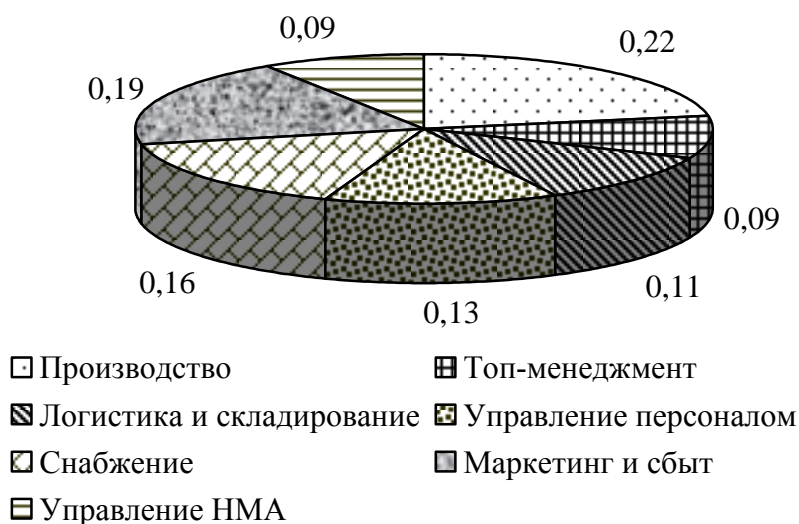 0,09
0,22
0,19
0,09
0,16
0,11
0,13
Производство
Топ-менеджмент
Логистика и складирование
Управление персоналом
Снабжение
Маркетинг и сбыт
Управление НМА